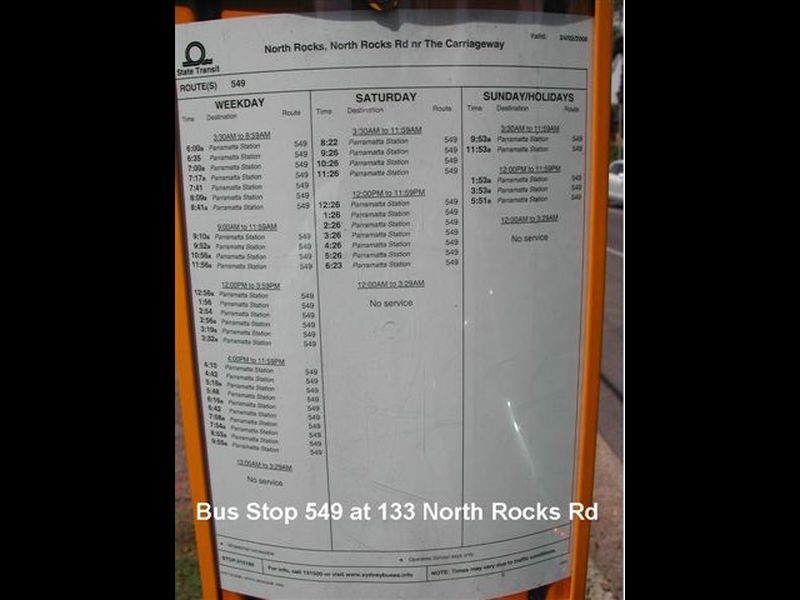 North Rocks, North Rocks Rd nr The Carriageway
Valid: 24/02/2008
State Transit
ROUTE(S) 549
WEEKDAY
Time Destination Route
3:30AM to 8:59AM
6:00a Parramatta Station 549
6:35 Parramatta Station 549
7:00a Parramatta Station 549
7:17a Parramatta Station 549
7:41 Parramatta Station 549
8:09a Parramatta Station 549
8:41a Parramatta Station 549
9:00AM to 11:59AM
9:10a Parramatta Station 549
9:52a Parramatta Station 549
10:56a Parramatta Station 549
11:56a Parramatta Station 549
12:00PM to 3:59PM
12:56a Parramatta Station 549
1:56 Parramatta Station 549
2:54 Parramatta Station 549
2:56a Parramatta Station 549
3:19a Parramatta Station 549
3:32a Parramatta Station 549
4:00PM to 11:59PM
4:10 Parramatta Station 549
4:42 Parramatta Station 549
5:16a Parramatta Station 549
5:48 Parramatta Station 549
6:16a Parramatta Station 549
6:42 Parramatta Station 549
7:08a Parramatta Station 549
7:54a Parramatta Station 549
8:53a Parramatta Station 549
9:55a Parramatta Station 549
12:00AM to 3:29AM
No service
SATURDAY
Time Destination Route
3:30AM to 11:59AM
8:22 Parramatta Station 549
9:26 Parramatta Station 549
10:26 Parramatta Station 549
11:26 Parramatta Station 549
12:00PM to 11:59PM
12:26 Parramatta Station 549
1:26 Parramatta Station 549
2:26 Parramatta Station 549
3:26 Parramatta Station 549
4:26 Parramatta Station 549
5:26 Parramatta Station 549
6:23 Parramatta Station 549
12:00AM to 3:29AM
No service
SUNDAY/HOLIDAYS
Time Destination Route
3:30AM to 11:59AM
9:53a Parramatta Station 549
11:53a Parramatta Station 549
12:00PM to 11:59PM
1:53a Parramatta Station 549
3:53a Parramatta Station 549
5:51a Parramatta Station 549
12:00AM to 3:29AM
No service
Bus Stop 549 at 133 North Rocks Rd
a Wheelchair accessible
Operates School days only
For info, call 131500 or visit www.sydneybuses.info
NOTE: Times may vary due to traffic conditions.